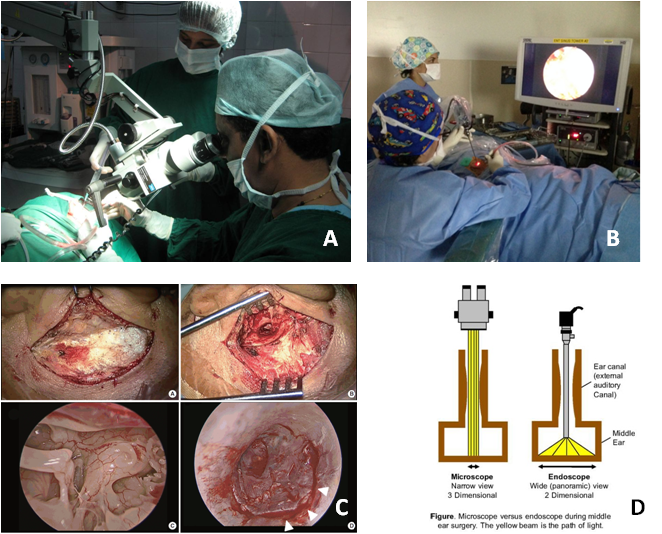 A
B
A
B
C
D
C
Ear canal
(external
auditory
Canal)
Middle
Ear
Microscope
Narrow view
3 Dimensional
Endoscope
Wide (panoramic) view
2 Dimensional
D
Figure. Microscope versus endoscope during middle
ear surgery. The yellow beam is the path of light.